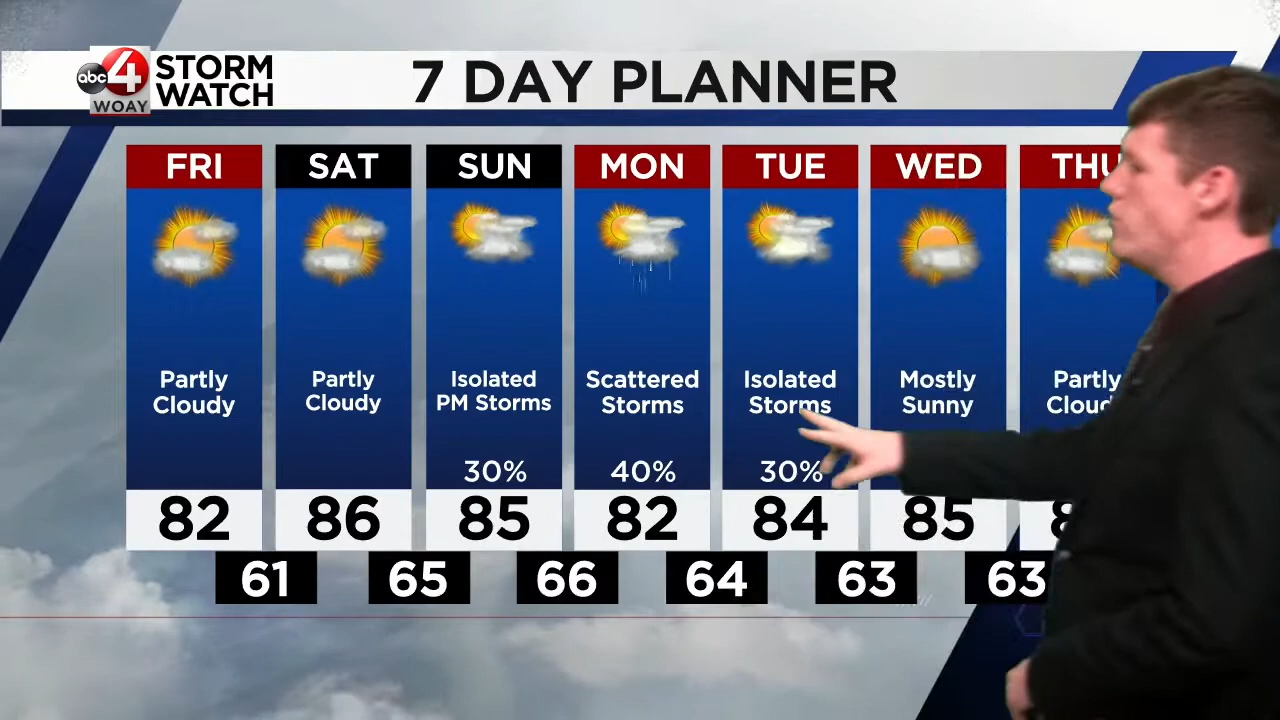 abc 4
WOAY
STORM
WATCH
7 DAY PLANNER
FRI
SAT
SUN
MON
TUE
WED
THU
Partly
Cloudy
Partly
Cloudy
Isolated
PM Storms
Scattered
Storms
Isolated
Storms
Mostly
Sunny
Partly
30%
40%
30%
82
86
85
82
84
85
61
65
66
64
63
63